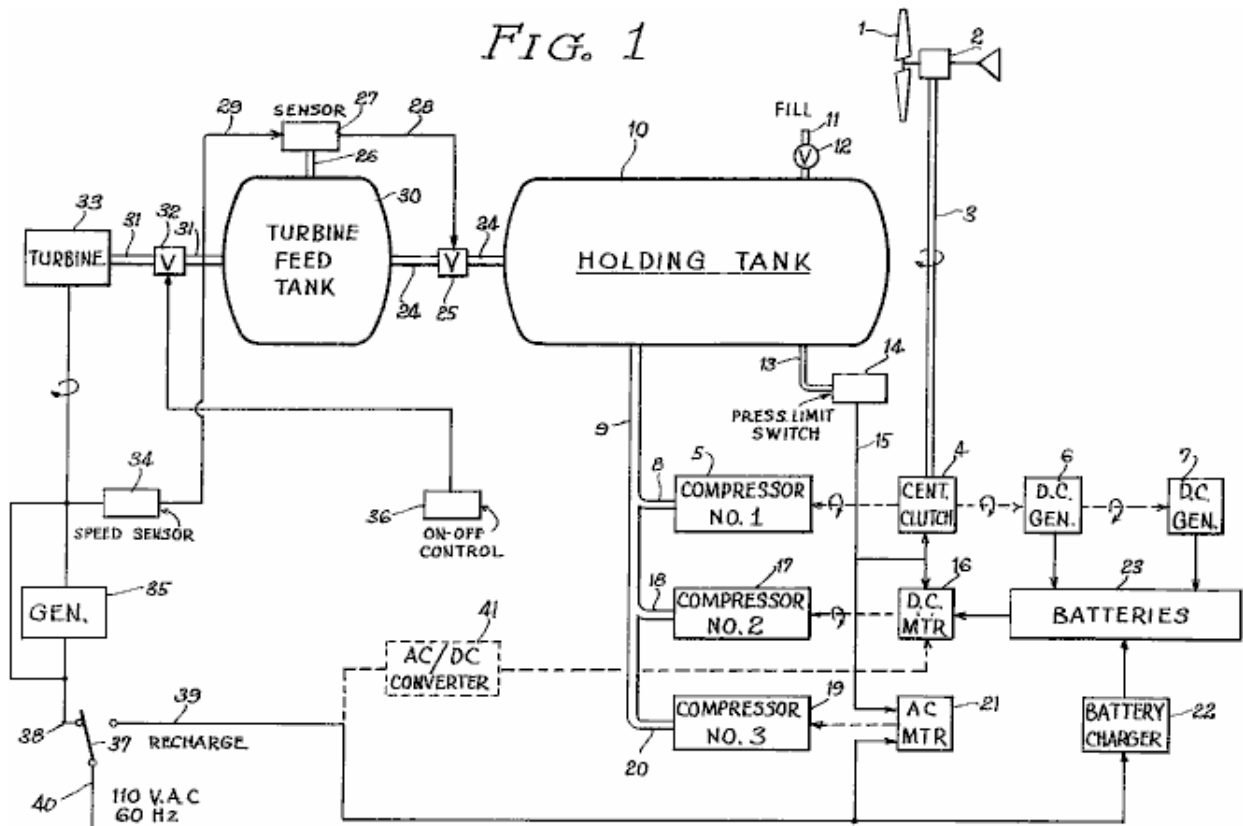 FIG. 1
1
2
29
SENSOR
27
28
FILL
11
12
V
10
26
30
3
33
32
31
31
TURBINE
V
TURBINE
FEED
TANK
24
V
24
25
HOLDING TANK
13
14
PRESS. LIMIT
SWITCH
9
15
34
SPEED SENSOR
36
ON-OFF
CONTROL
5
8
COMPRESSOR
NO. 1
4
CENT.
CLUTCH
6
D.C.
GEN.
7
D.C.
GEN.
35
GEN.
17
18
COMPRESSOR
NO. 2
16
D.C.
MTR
23
BATTERIES
41
AC/DC
CONVERTER
39
RECHARGE
38
37
19
COMPRESSOR
NO. 3
20
21
AC
MTR
22
BATTERY
CHARGER
40
110 V.A.C
60 Hz